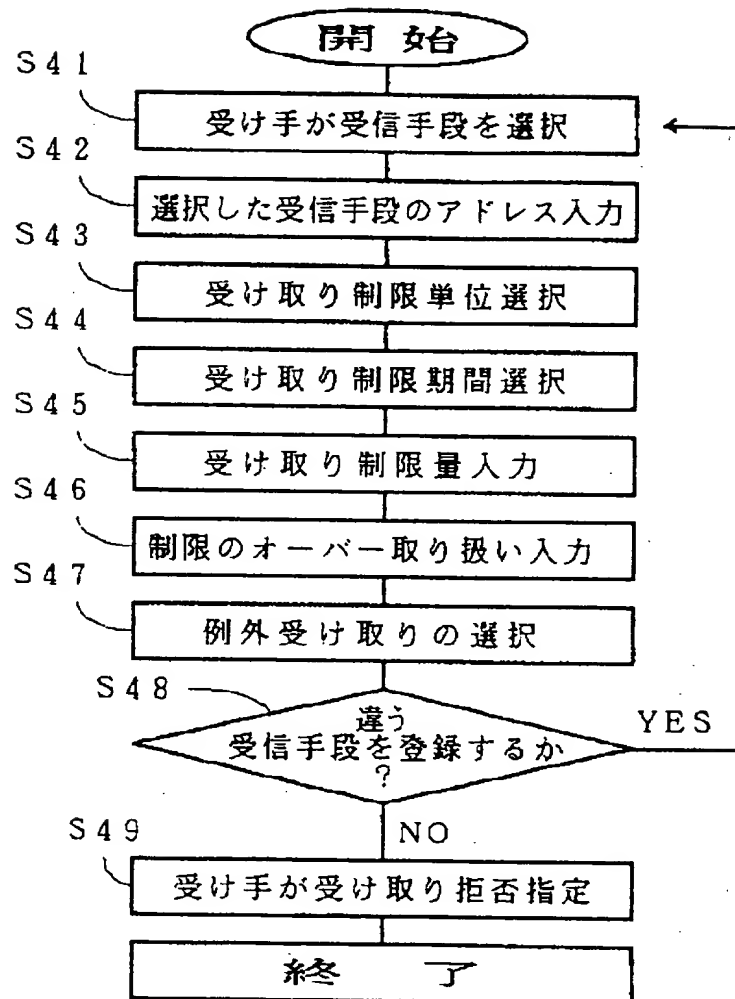 開始
S41
受け手が受信手段を選択
S42
選択した受信手段のアドレス入力
S43
受け取り制限単位選択
S44
受け取り制限期間選択
S45
受け取り制限量入力
S46
制限のオーバー取り扱い入力
S47
例外受け取りの選択
S48
違う
受信手段を登録するか
?
YES
NO
S49
受け手が受け取り拒否指定
終了